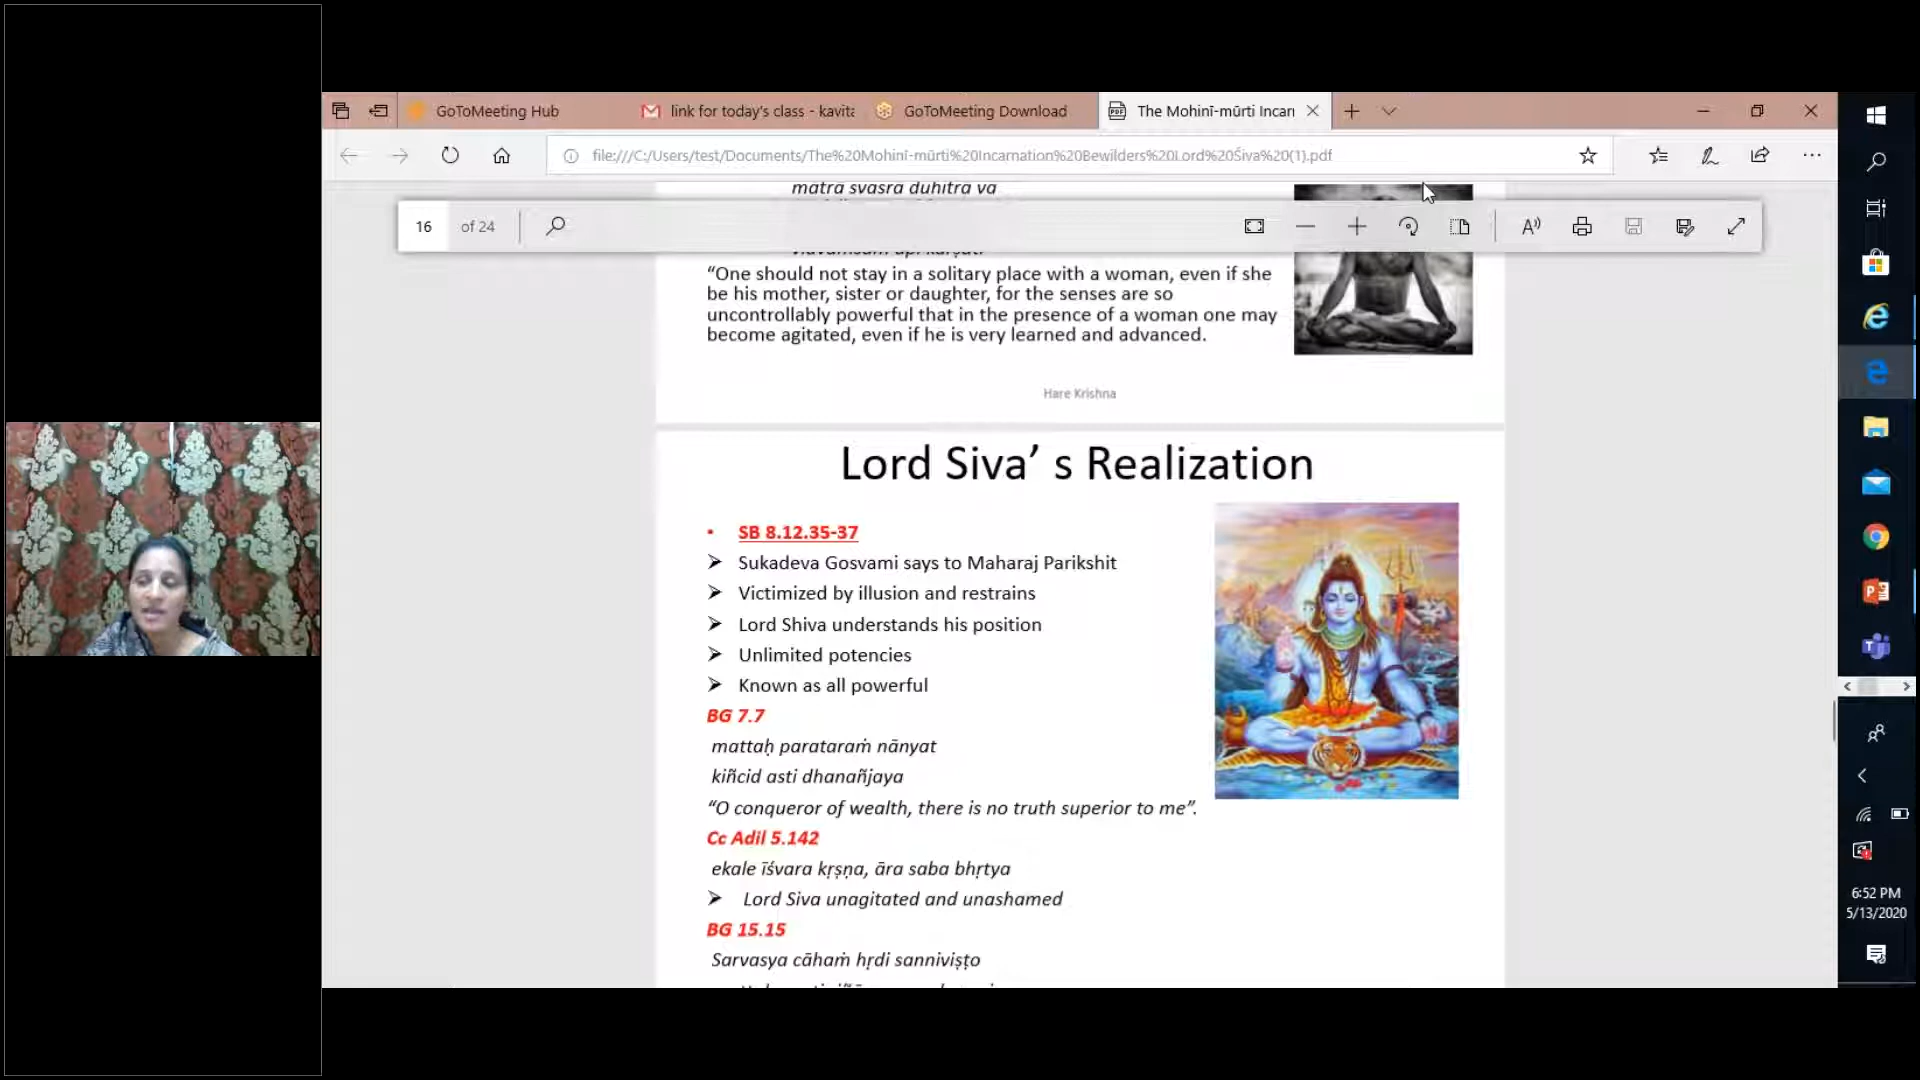 GoToMeeting Hub
link for today's class - kavita
GoToMeeting Download
The Mohinī-mūrti Incar
file:///C:/Users/test/Documents/The%20Mohinī-mūrti%20Incarnation%20Bewilders%20Lord%20Śiva%20(1).pdf
mātrā svasrā duhitrā vā
16 of 24
"One should not stay in a solitary place with a woman, even if she
be his mother, sister or daughter, for the senses are so
uncontrollably powerful that in the presence of a woman one may
become agitated, even if he is very learned and advanced.
Hare Krishna
Lord Siva' s Realization
• SB 8.12.35-37
➤ Sukadeva Gosvami says to Maharaj Parikshit
➤ Victimized by illusion and restrains
➤ Lord Shiva understands his position
➤ Unlimited potencies
➤ Known as all powerful
BG 7.7
mattaḥ parataraṁ nānyat
kiñcid asti dhanañjaya
"O conqueror of wealth, there is no truth superior to me".
Cc Adil 5.142
ekale īśvara kṛṣṇa, āra saba bhṛtya
➤ Lord Siva unagitated and unashamed
BG 15.15
Sarvasya cāhaṁ hṛdi sanniviṣṭo
6:52 PM
5/13/2020